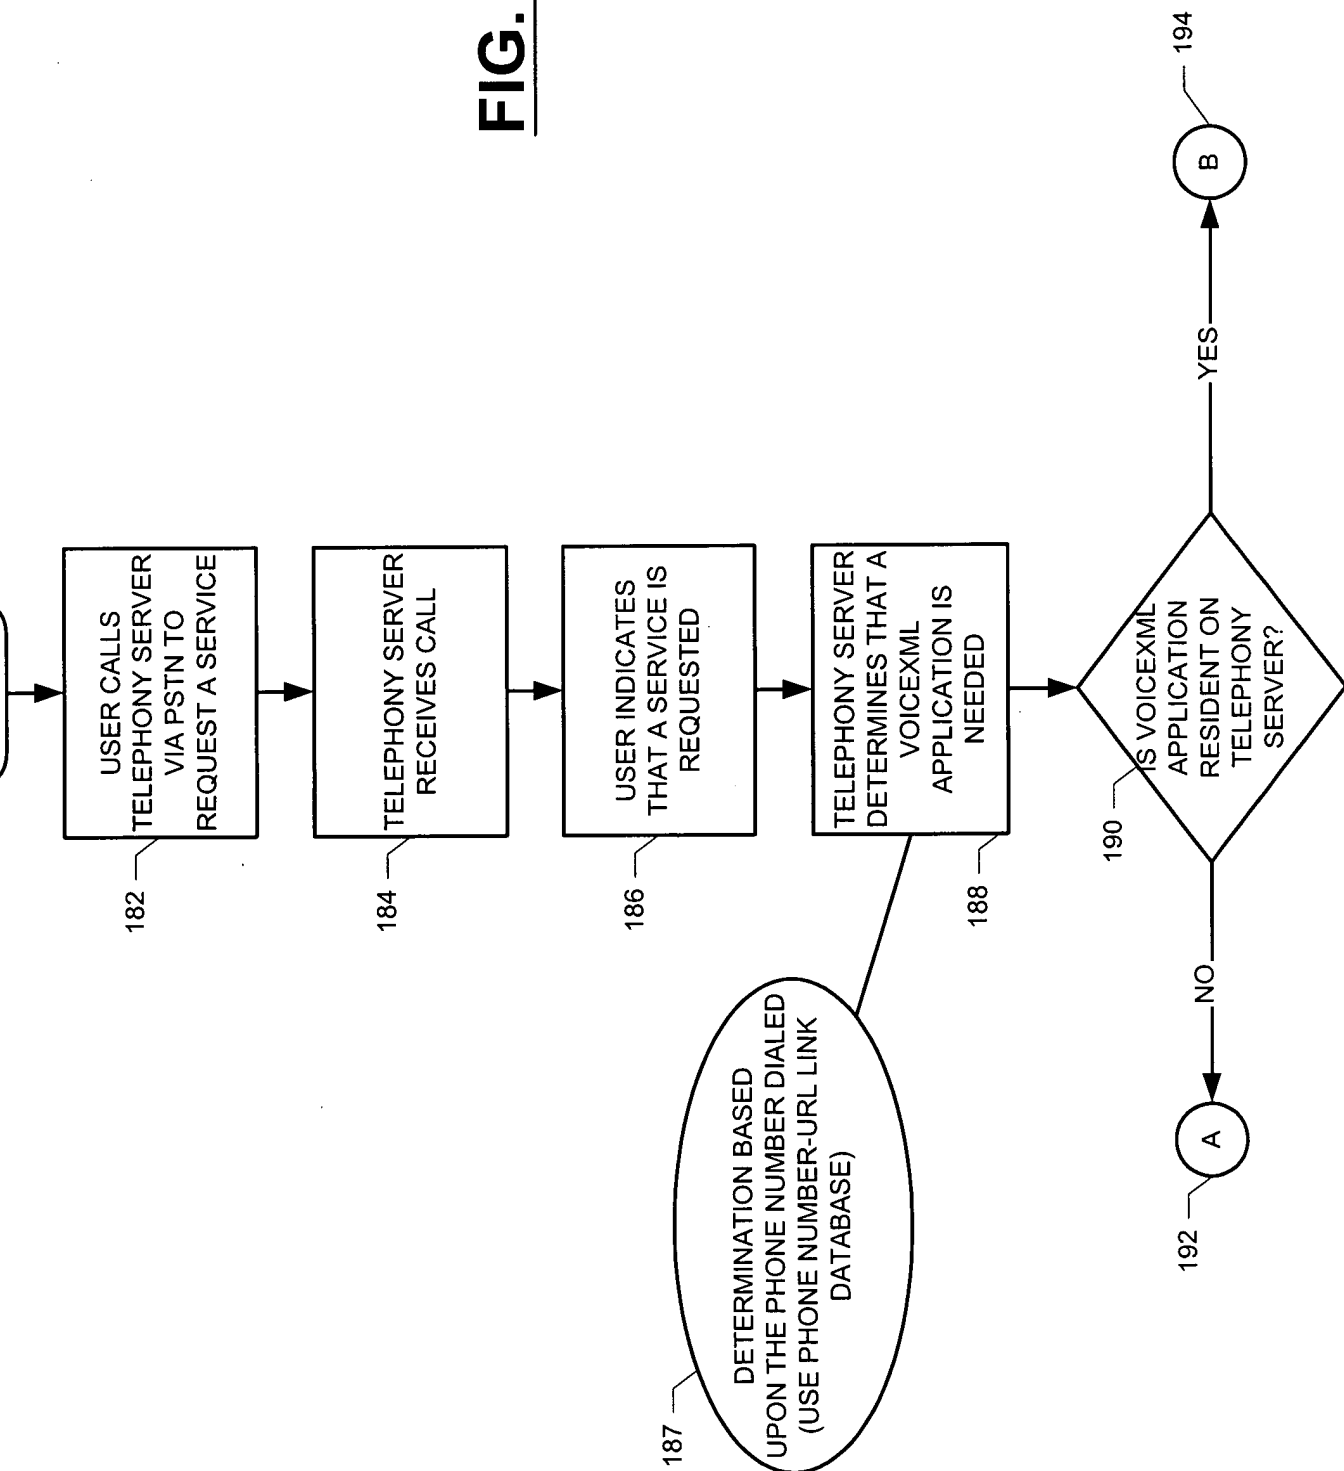 USER CALLS
TELEPHONY SERVER
VIA PSTN TO
REQUEST A SERVICE
182
TELEPHONY SERVER
RECEIVES CALL
184
USER INDICATES
THAT A SERVICE IS
REQUESTED
186
TELEPHONY SERVER
DETERMINES THAT A
VOICEXML
APPLICATION IS
NEEDED
188
DETERMINATION BASED
UPON THE PHONE NUMBER DIALED
(USE PHONE NUMBER-URL LINK
DATABASE)
187
IS VOICEXML
APPLICATION
RESIDENT ON
TELEPHONY
SERVER?
190
NO
A
192
YES
B
194
FIG.